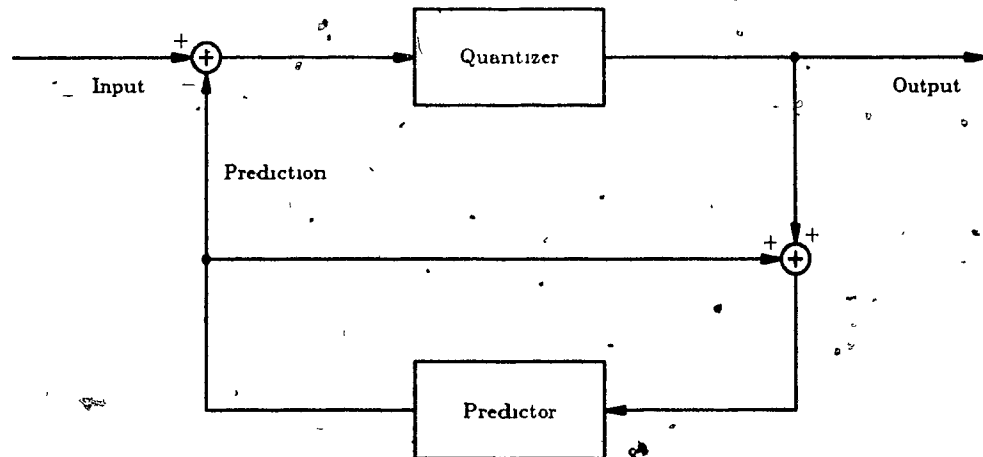 +
+
Quantizer
Input
−
Output
Prediction
+
+
+
Predictor